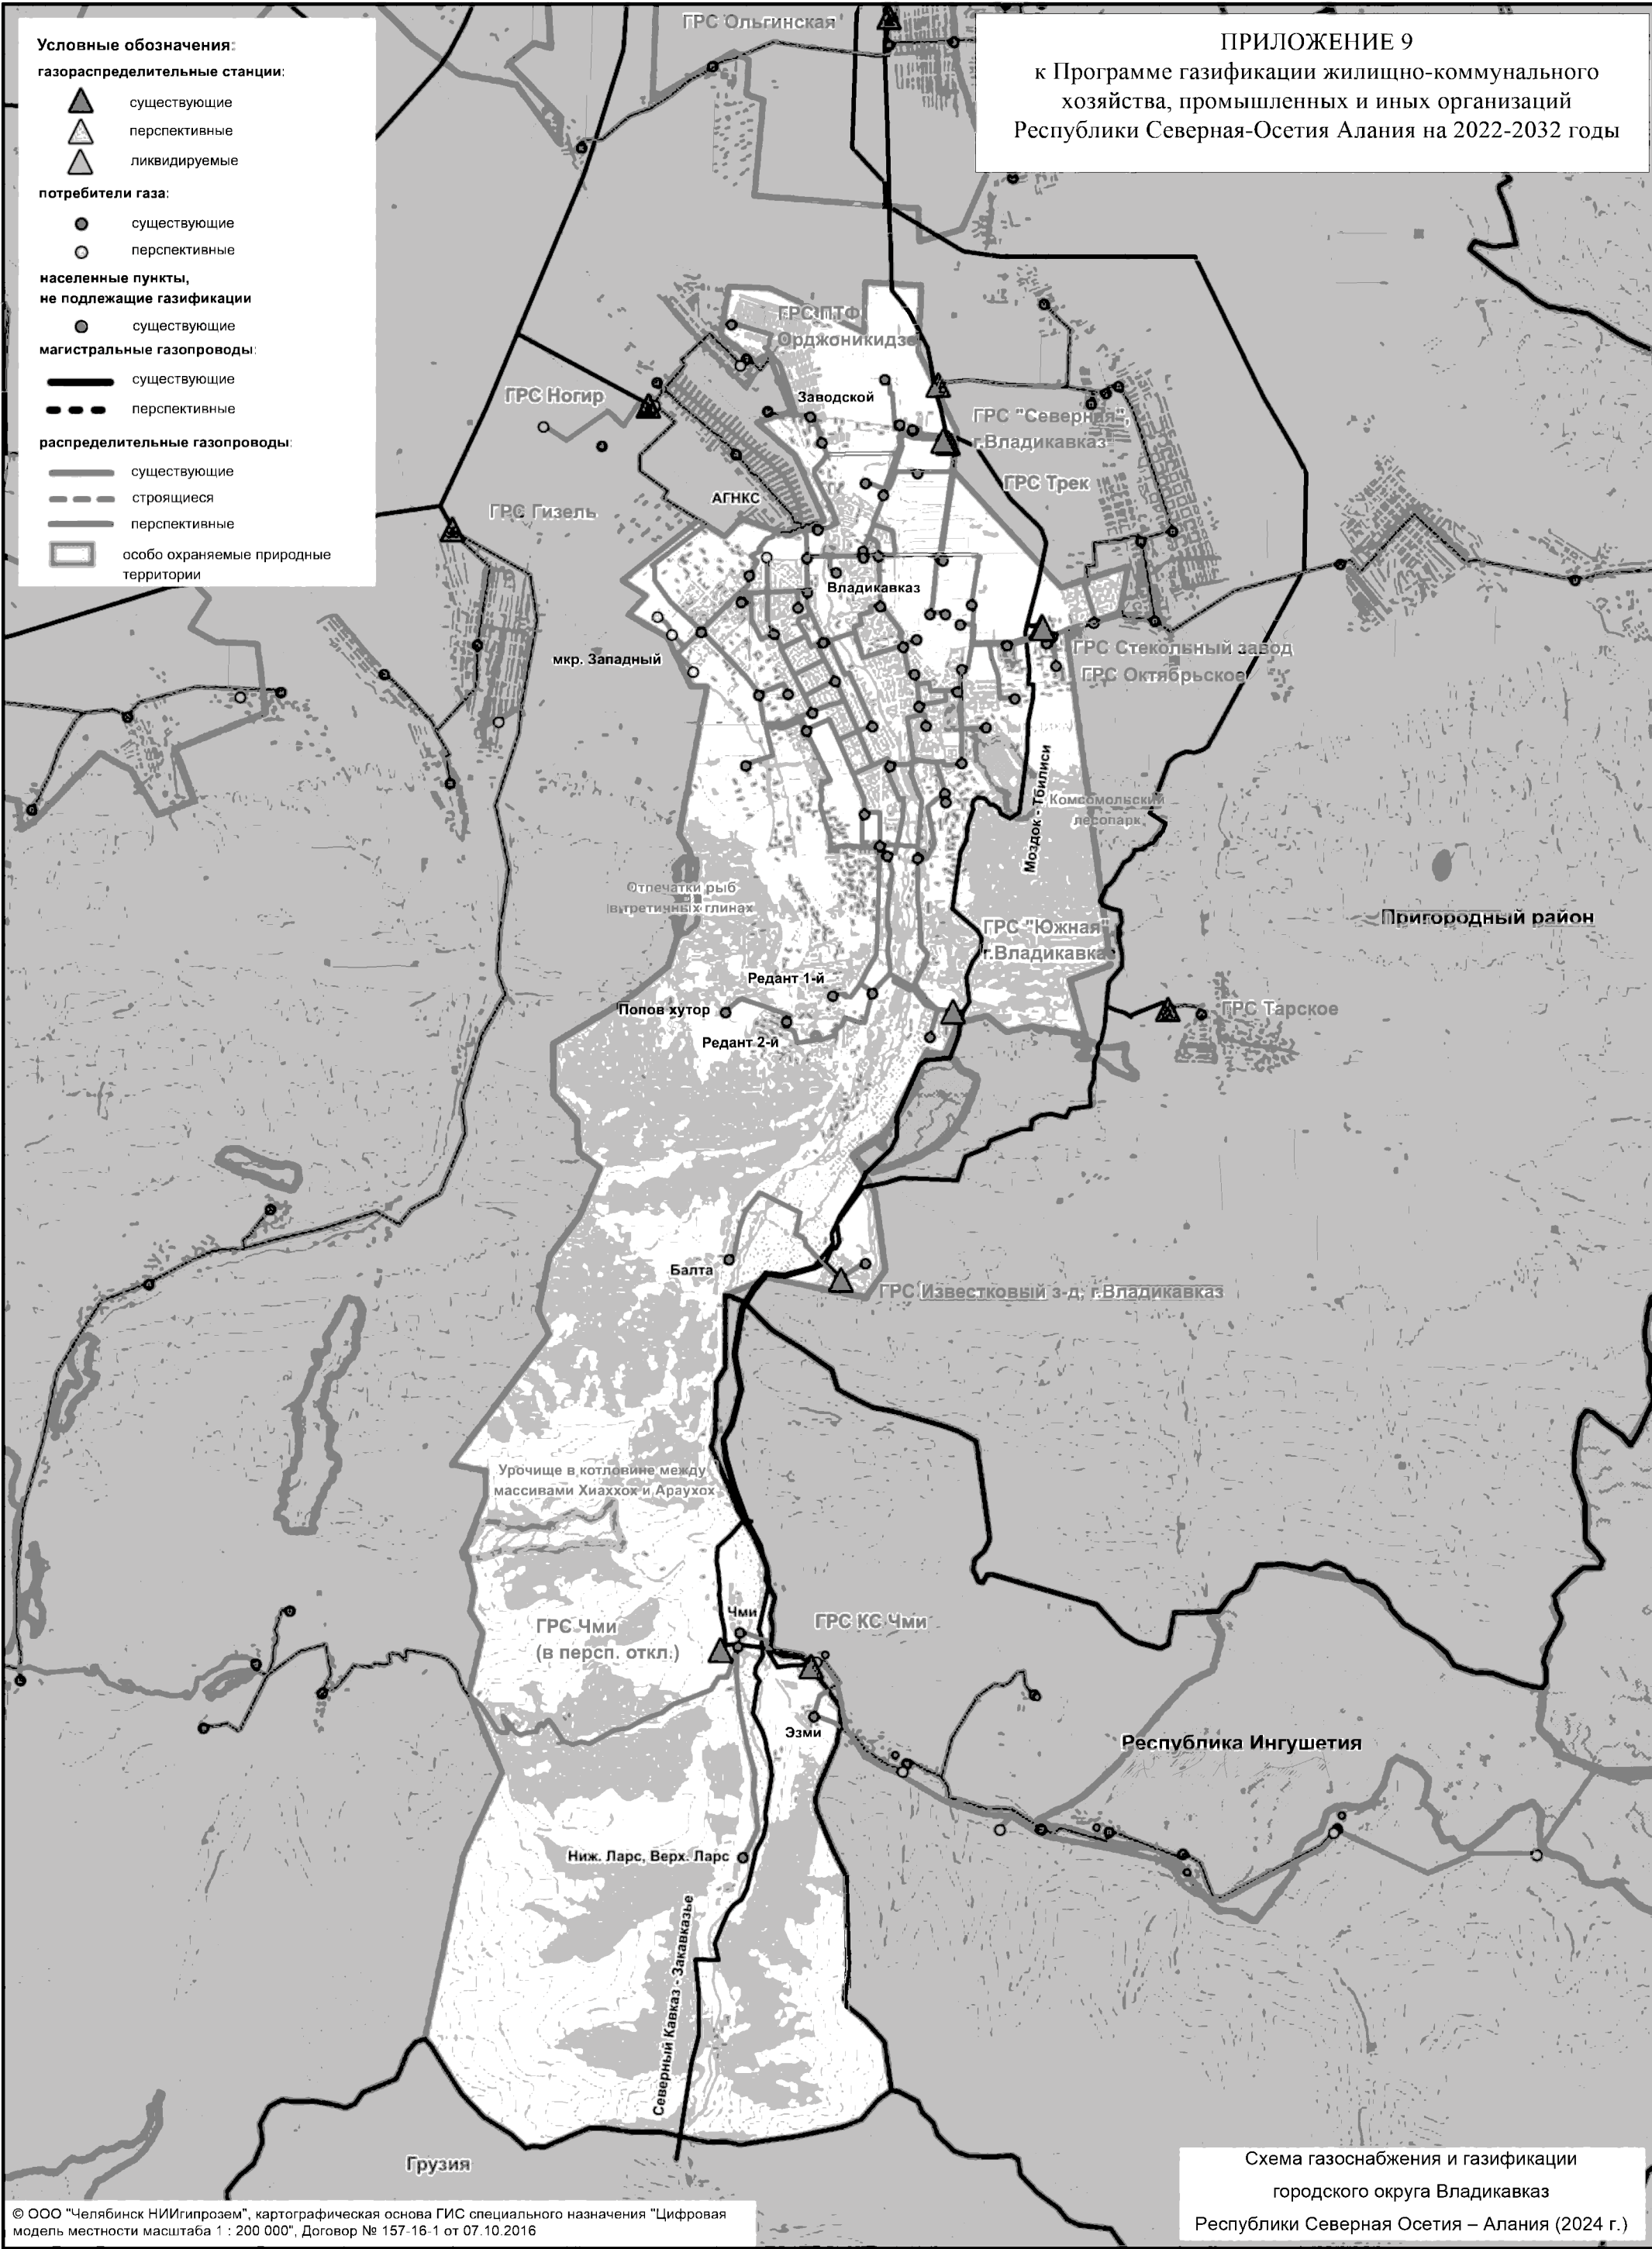 ПРИЛОЖЕНИЕ 9
к Программе газификации жилищно-коммунального
хозяйства, промышленных и иных организаций
Республики Северная-Осетия Алания на 2022-2032 годы
Условные обозначения:
газораспределительные станции:
существующие
перспективные
ликвидируемые
потребители газа:
существующие
перспективные
населенные пункты,
не подлежащие газификации
существующие
магистральные газопроводы:
существующие
перспективные
распределительные газопроводы:
существующие
строящиеся
перспективные
особо охраняемые природные
территории
ГРС Ольгинская
ГРС ПТФ
Орджоникидзе
ГРС Ногир
Заводской
ГРС "Северная",
г.Владикавказ
ГРС Трек
АГНКС
ГРС Гизель
Владикавказ
ГРС Стекольный завод
ГРС Октябрьское
мкр. Западный
Моздок - Тбилиси
Комсомольский
лесопарк
Отпечатки рыб
в третичных глинах
Пригородный район
ГРС "Южная"
г.Владикавка
Редант 1-й
Попов хутор
Редант 2-й
ГРС Тарское
Балта
ГРС Известковый з-д, г.Владикавказ
Урочище в котловине между
массивами Хиаххох и Араухох
Чми
ГРС КС Чми
ГРС Чми
(в персп. откл.)
Эзми
Республика Ингушетия
Ниж. Ларс, Верх. Ларс
Северный Кавказ - Закавказье
Грузия
Схема газоснабжения и газификации
городского округа Владикавказ
Республики Северная Осетия – Алания (2024 г.)
© ООО "Челябинск НИИгипрозем", картографическая основа ГИС специального назначения "Цифровая
модель местности масштаба 1 : 200 000", Договор № 157-16-1 от 07.10.2016